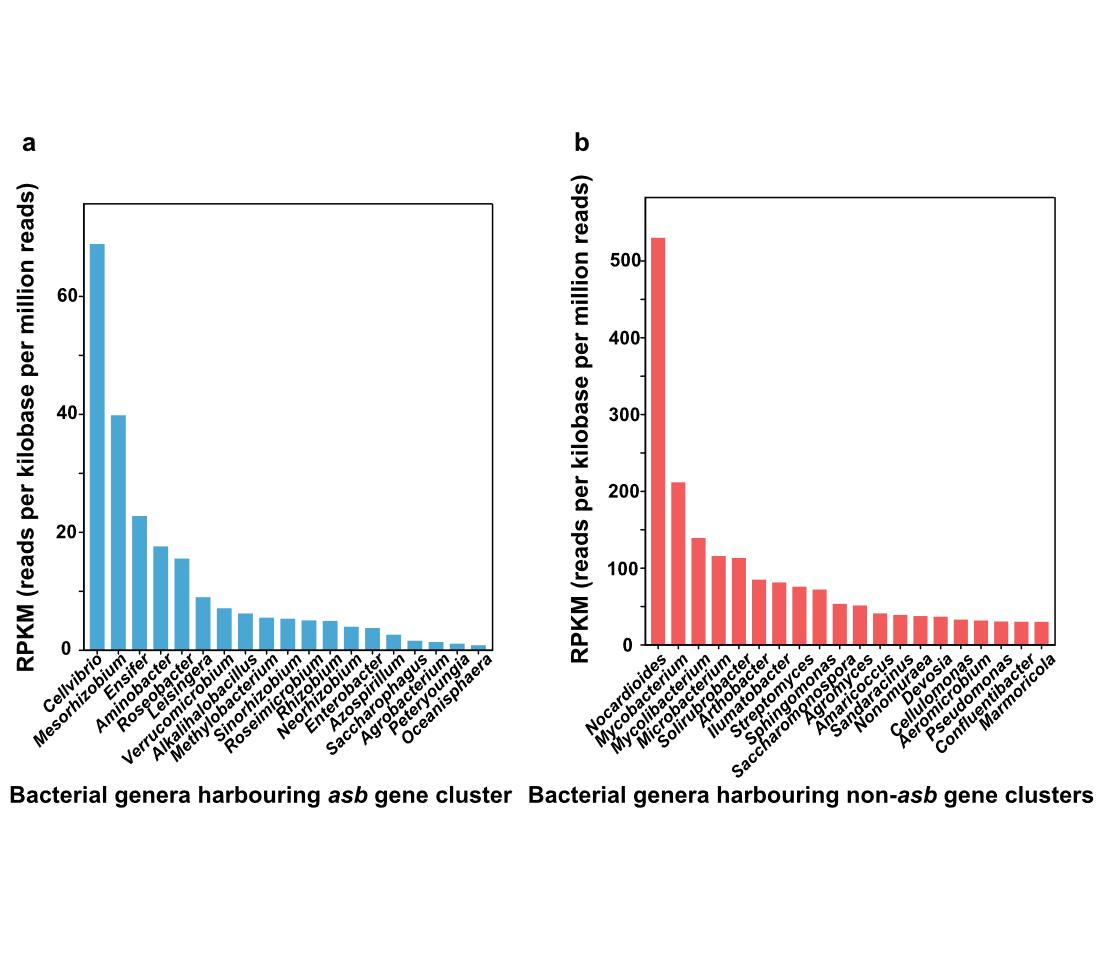 a
RPKM (reads per kilobase per million reads)
60
40
20
0
Cellvibrio
Mesorhizobium
Ensifer
Aminobacter
Roseobacter
Leisingera
Verrucomicrobium
Alkalihalobacillus
Methylobacterium
Sinorhizobium
Roseimicrobium
Rhizobium
Neorhizobium
Enterobacter
Azospirillum
Saccharophagus
Agrobacterium
Peteryoungia
Oceanisphaera
Bacterial genera harbouring asb gene cluster
b
RPKM (reads per kilobase per million reads)
500
400
300
200
100
0
Nocardioides
Mycobacterium
Mycolibacterium
Microbacterium
Solirubrobacter
Arthobacter
Ilumatobacter
Streptomyces
Sphingomonas
Saccharomonospora
Agromyces
Amaricoccus
Sandaracinus
Nonomuraea
Devosia
Cellulomonas
Aeromicrobium
Pseudomonas
Confluentibacter
Marmoricola
Bacterial genera harbouring non-asb gene clusters